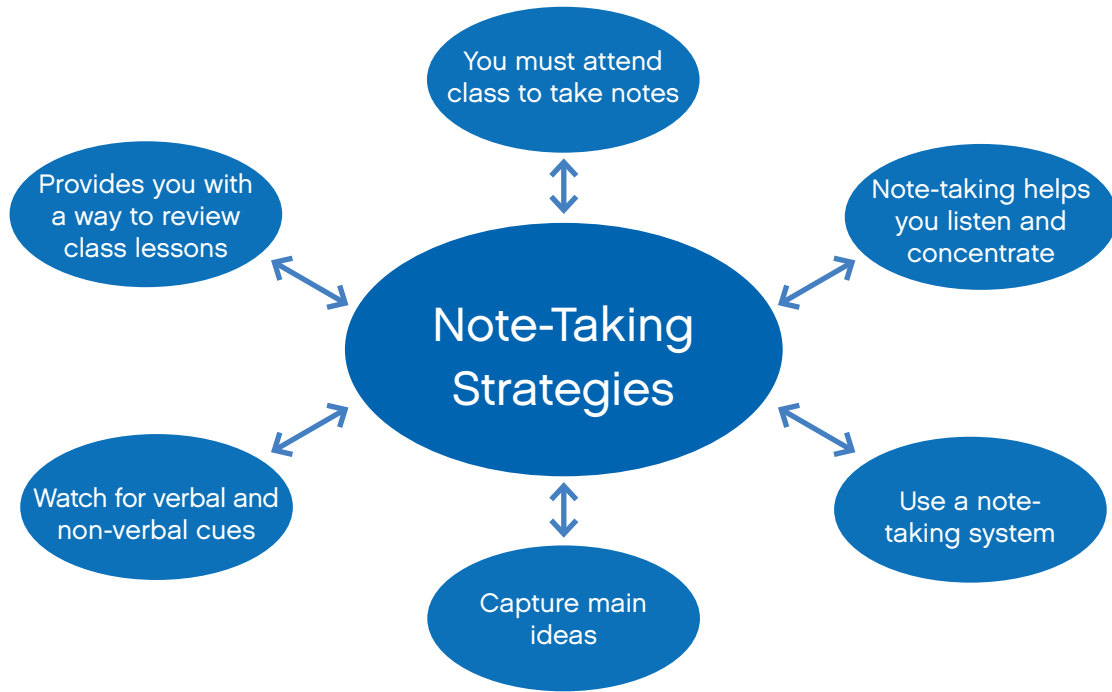 You must attend
class to take notes
Provides you with
a way to review
class lessons
Note-taking helps
you listen and
concentrate
Note-Taking
Strategies
Watch for verbal and
non-verbal cues
Use a note-
taking system
Capture main
ideas